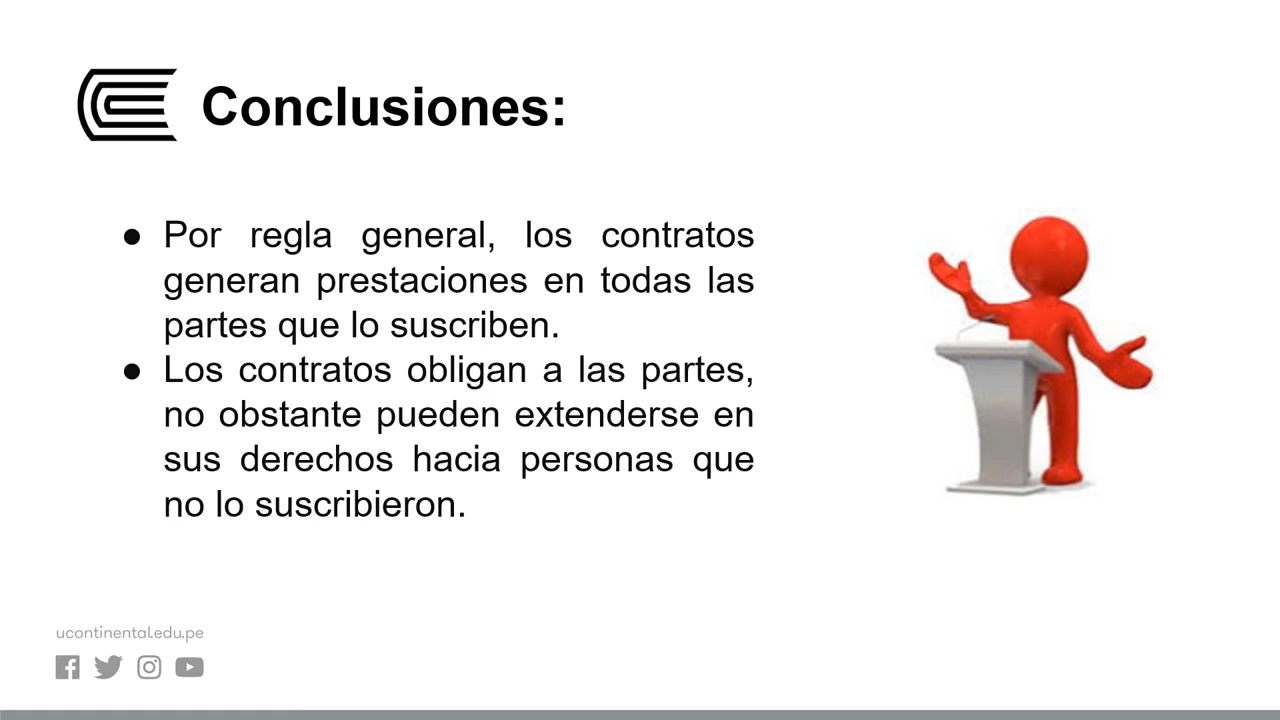 Conclusiones:
● Por regla general, los contratos
generan prestaciones en todas las
partes que lo suscriben.
● Los contratos obligan a las partes,
no obstante pueden extenderse en
sus derechos hacia personas que
no lo suscribieron.
ucontinental.edu.pe